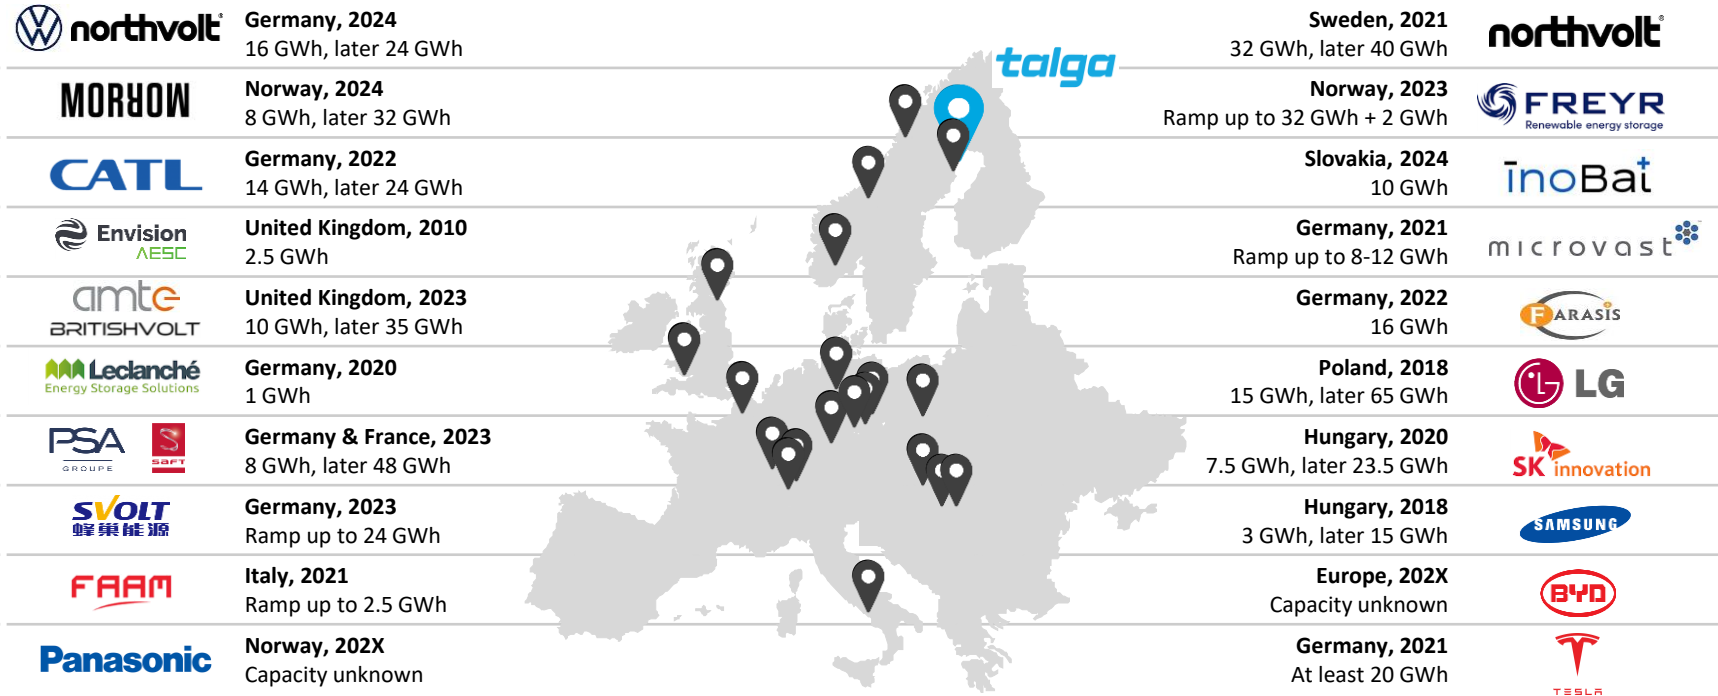 northvolt
Germany, 2024
16 GWh, later 24 GWh
MORROW
Norway, 2024
8 GWh, later 32 GWh
CATL
Germany, 2022
14 GWh, later 24 GWh
Envision
AESC
United Kingdom, 2010
2.5 GWh
amte
BRITISHVOLT
United Kingdom, 2023
10 GWh, later 35 GWh
Leclanché
Energy Storage Solutions
Germany, 2020
1 GWh
PSA
GROUPE
SAFT
Germany & France, 2023
8 GWh, later 48 GWh
SVOLT
蜂巢能源
Germany, 2023
Ramp up to 24 GWh
FAAM
Italy, 2021
Ramp up to 2.5 GWh
Panasonic
Norway, 202X
Capacity unknown
talga
Sweden, 2021
32 GWh, later 40 GWh
northvolt
Norway, 2023
Ramp up to 32 GWh + 2 GWh
FREYR
Renewable energy storage
Slovakia, 2024
10 GWh
inoBat
Germany, 2021
Ramp up to 8-12 GWh
microvast
Germany, 2022
16 GWh
FARASIS
Poland, 2018
15 GWh, later 65 GWh
LG
Hungary, 2020
7.5 GWh, later 23.5 GWh
SK innovation
Hungary, 2018
3 GWh, later 15 GWh
SAMSUNG
Europe, 202X
Capacity unknown
BYD
Germany, 2021
At least 20 GWh
TESLA